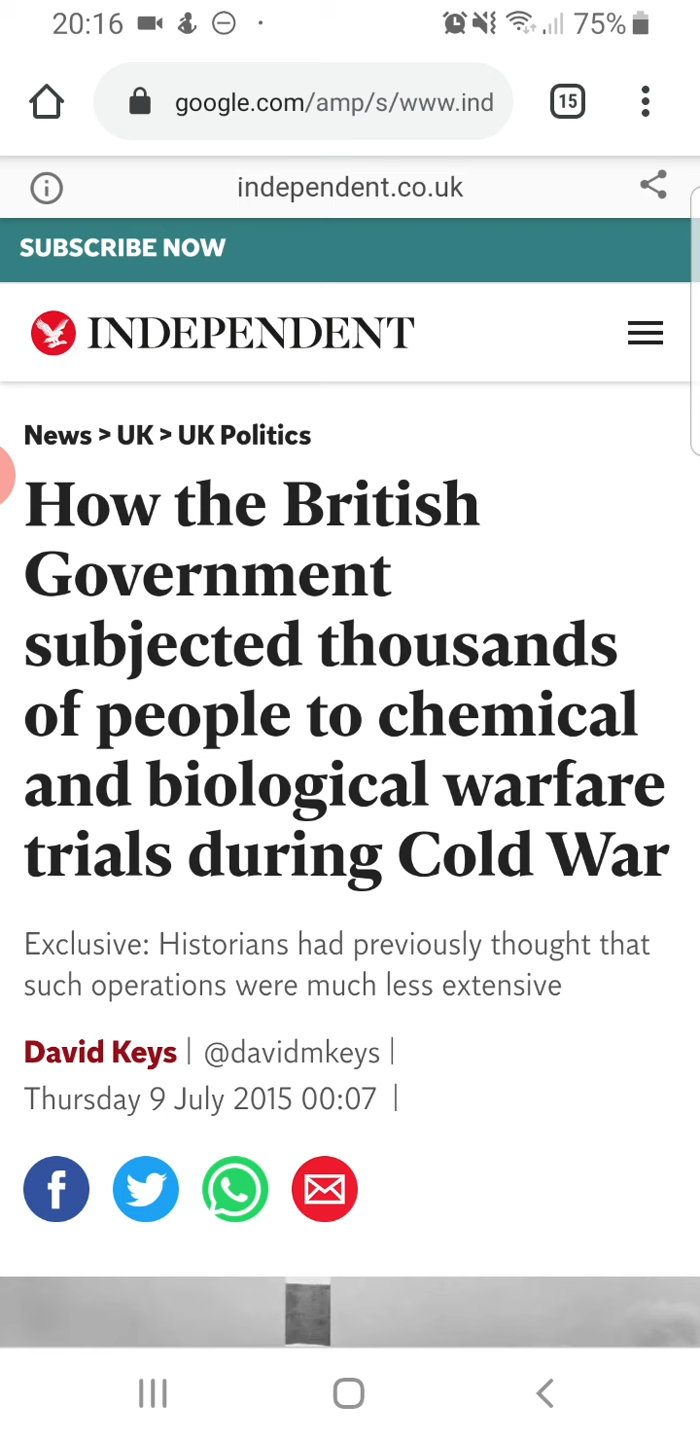 20:16 75%
google.com/amp/s/www.ind 15
independent.co.uk
SUBSCRIBE NOW
INDEPENDENT
News > UK > UK Politics
How the British
Government
subjected thousands
of people to chemical
and biological warfare
trials during Cold War
Exclusive: Historians had previously thought that
such operations were much less extensive
David Keys | @davidmkeys |
Thursday 9 July 2015 00:07 |